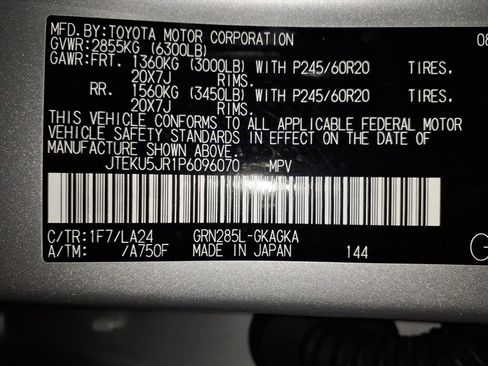 MFD.BY:TOYOTA MOTOR CORPORATION 08
GVWR:2855KG (6300LB)
GAWR:FRT. 1360KG (3000LB) WITH P245/60R20 TIRES,
20X7J RIMS.
RR. 1560KG (3450LB) WITH P245/60R20 TIRES,
20X7J RIMS.
THIS VEHICLE CONFORMS TO ALL APPLICABLE FEDERAL MOTOR
VEHICLE SAFETY STANDARDS IN EFFECT ON THE DATE OF
MANUFACTURE SHOWN ABOVE.
JTEKU5JR1P6096070 MPV
C/TR:1F7/LA24 GRN285L-GKAGKA
A/TM: /A750F MADE IN JAPAN 144
G